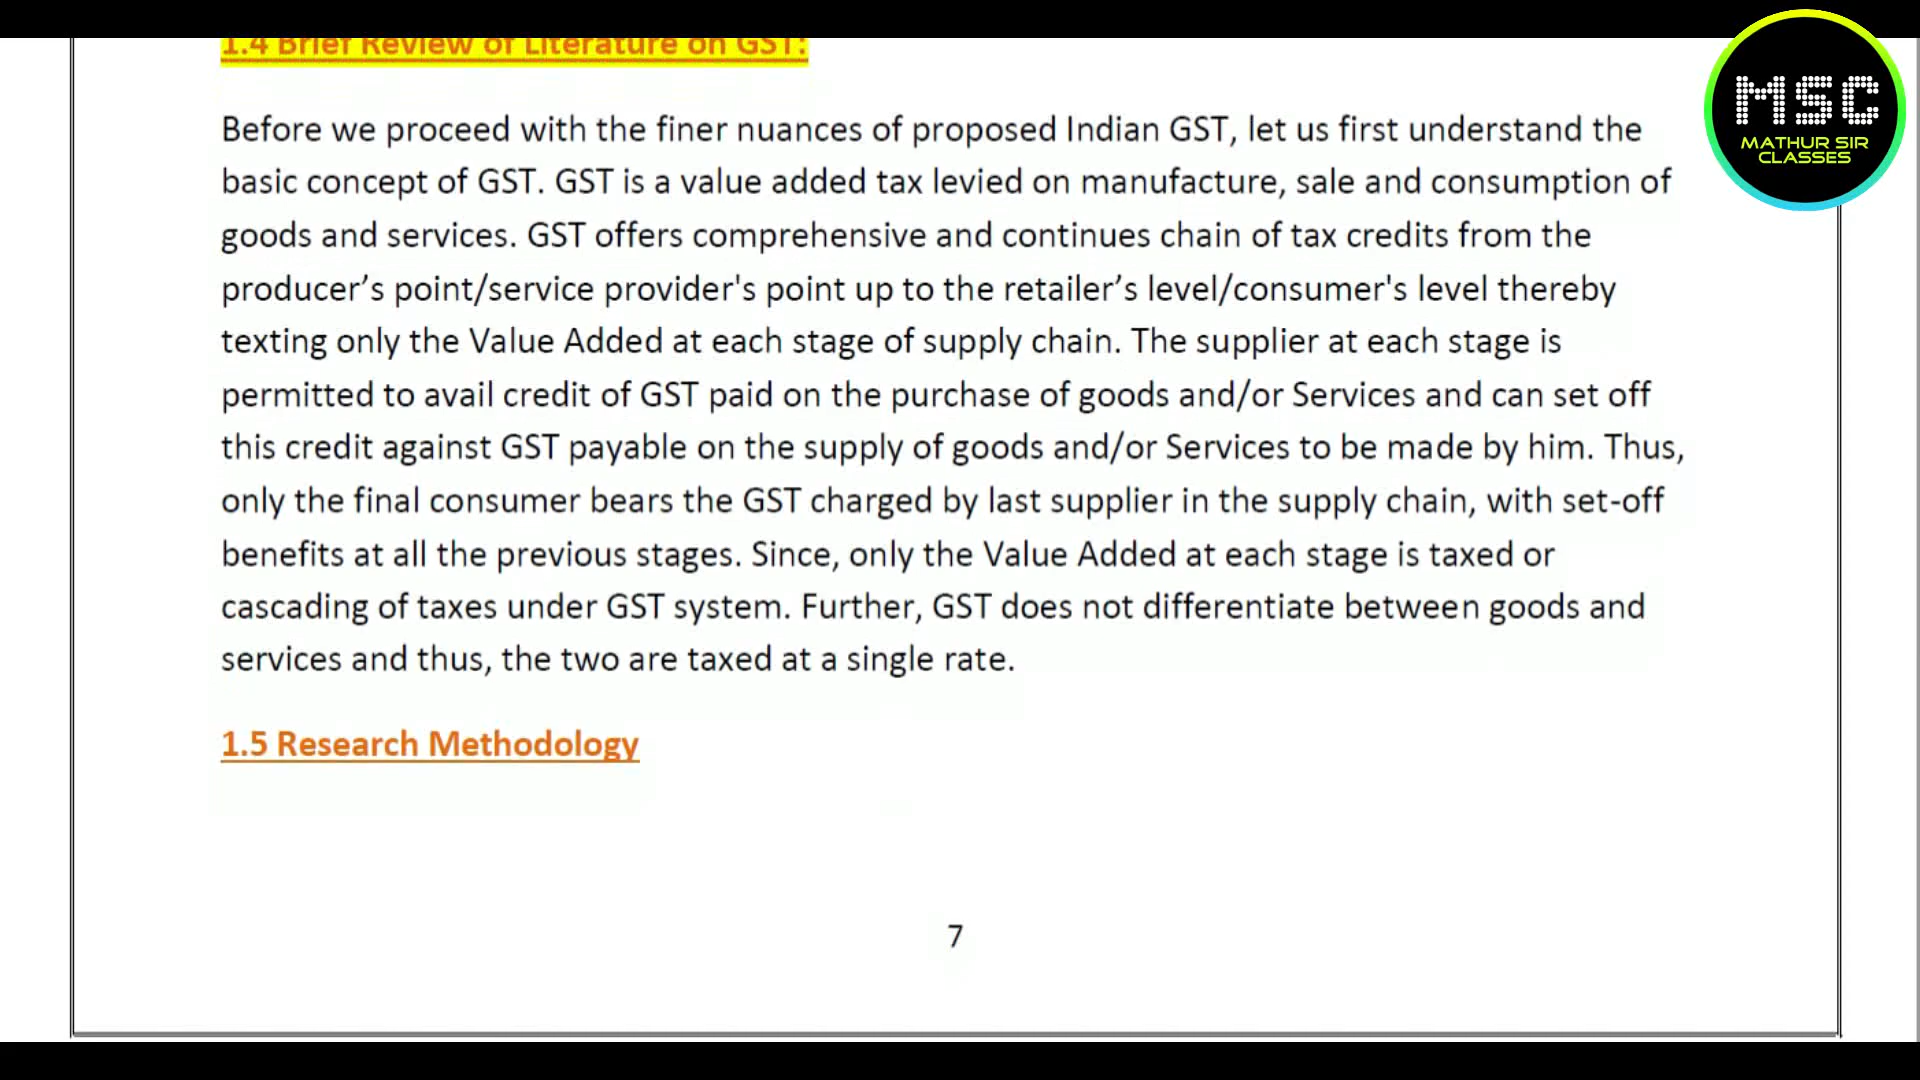 1.4 Brief Review of Literature on GST:
MSC
MATHUR SIR
CLASSES
Before we proceed with the finer nuances of proposed Indian GST, let us first understand the
basic concept of GST. GST is a value added tax levied on manufacture, sale and consumption of
goods and services. GST offers comprehensive and continues chain of tax credits from the
producer’s point/service provider's point up to the retailer’s level/consumer's level thereby
texting only the Value Added at each stage of supply chain. The supplier at each stage is
permitted to avail credit of GST paid on the purchase of goods and/or Services and can set off
this credit against GST payable on the supply of goods and/or Services to be made by him. Thus,
only the final consumer bears the GST charged by last supplier in the supply chain, with set-off
benefits at all the previous stages. Since, only the Value Added at each stage is taxed or
cascading of taxes under GST system. Further, GST does not differentiate between goods and
services and thus, the two are taxed at a single rate.
1.5 Research Methodology
7